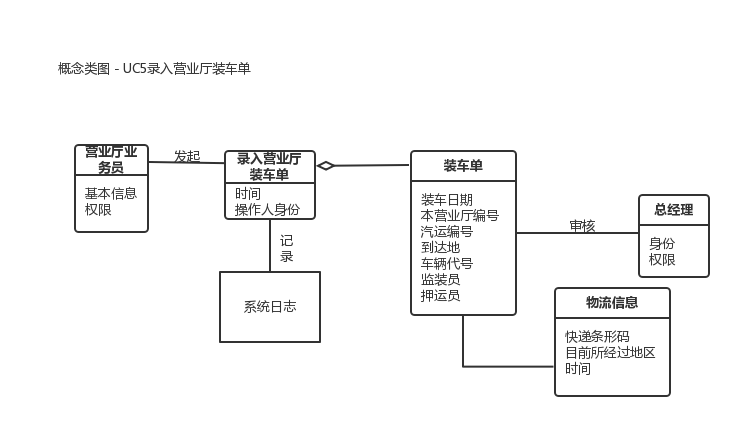 概念类图 - UC5录入营业厅装车单
营业厅业
务员
基本信息
权限
发起
录入营业厅
装车单
时间
操作人身份
记
录
系统日志
装车单
装车日期
本营业厅编号
汽运编号
到达地
车辆代号
监装员
押运员
审核
总经理
身份
权限
物流信息
快递条形码
目前所经过地区
时间